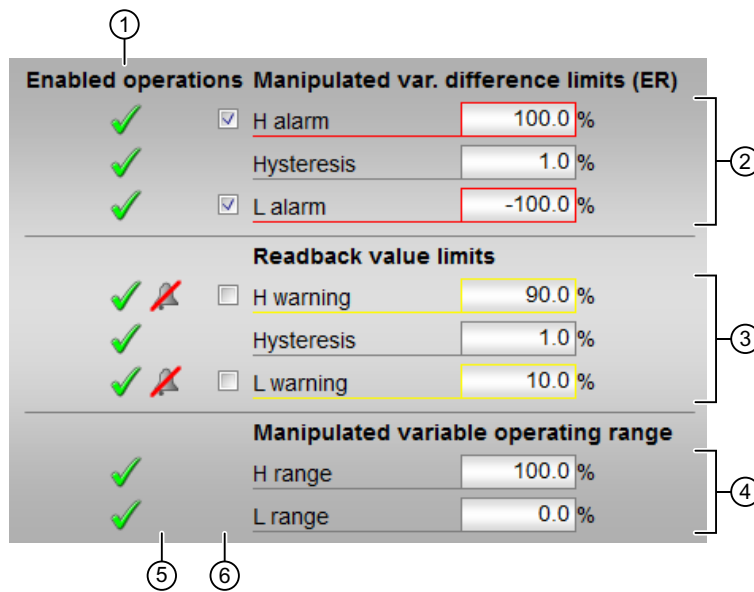 1
Enabled operations Manipulated var. difference limits (ER)
H alarm 100.0 %
Hysteresis 1.0 %
L alarm -100.0 %
2
Readback value limits
H warning 90.0 %
Hysteresis 1.0 %
L warning 10.0 %
3
Manipulated variable operating range
H range 100.0 %
L range 0.0 %
4
5 6